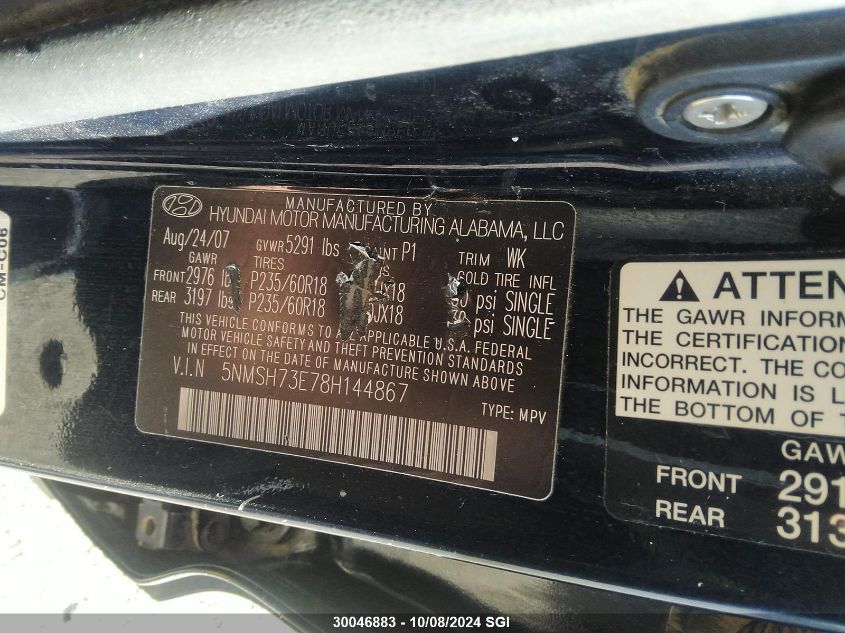 MANUFACTURED BY
HYUNDAI MOTOR MANUFACTURING ALABAMA, LLC
Aug/24/07 GVWR 5291 lbs P1 TRIM WK
GAWR TIRES COLD TIRE INFL
FRONT 2976 P235/60R18 psi SINGLE
REAR 3197 P235/60R18 psi SINGLE
THIS VEHICLE CONFORMS TO ALL APPLICABLE U.S.A. FEDERAL
MOTOR VEHICLE SAFETY AND THEFT PREVENTION STANDARDS
IN EFFECT ON THE DATE OF MANUFACTURE SHOWN ABOVE
V.I.N 5NMSH73E78H144867
TYPE: MPV
CM-C06
ATTEN
THE GAWR INFORM
THE CERTIFICATION
INCORRECT. THE CO
INFORMATION IS L
THE BOTTOM OF T
GAW
FRONT 291
REAR 313
30046883 - 10/08/2024 SGI